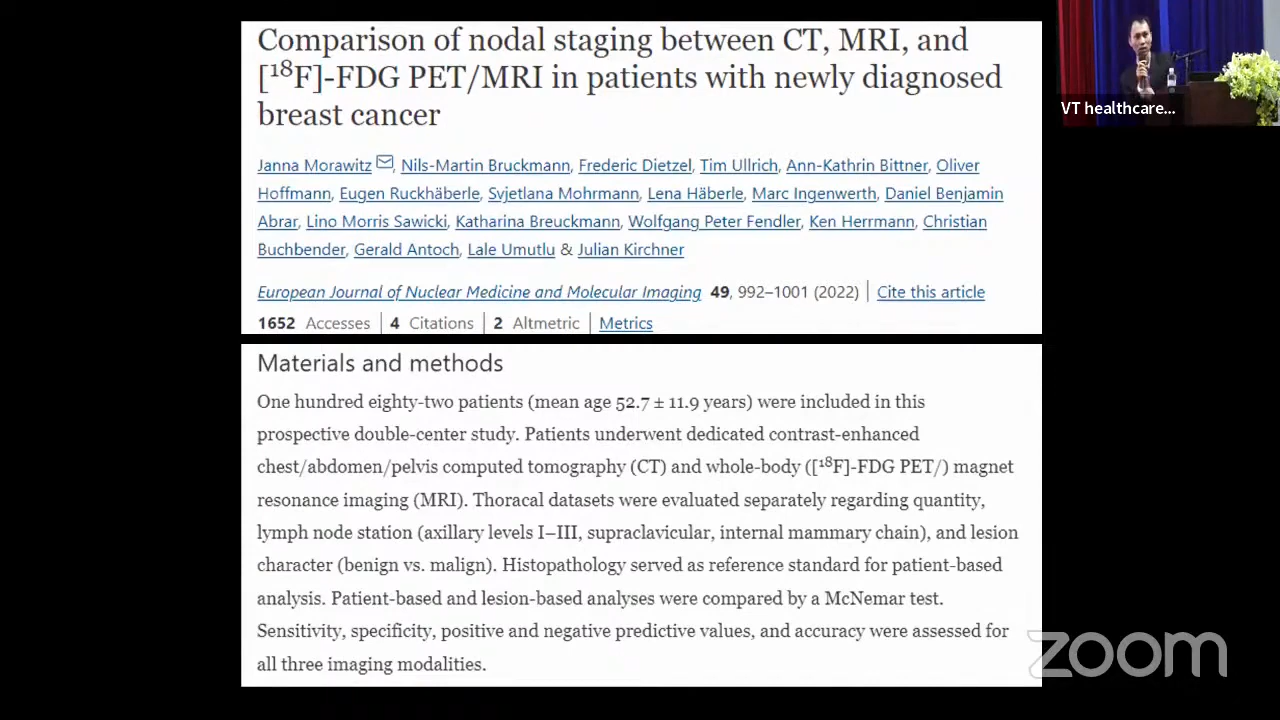 Comparison of nodal staging between CT, MRI, and
[¹⁸F]-FDG PET/MRI in patients with newly diagnosed
breast cancer
Janna Morawitz, Nils-Martin Bruckmann, Frederic Dietzel, Tim Ullrich, Ann-Kathrin Bittner, Oliver
Hoffmann, Eugen Ruckhäberle, Svjetlana Mohrmann, Lena Häberle, Marc Ingenwerth, Daniel Benjamin
Abrar, Lino Morris Sawicki, Katharina Breuckmann, Wolfgang Peter Fendler, Ken Herrmann, Christian
Buchbender, Gerald Antoch, Lale Umutlu & Julian Kirchner
European Journal of Nuclear Medicine and Molecular Imaging 49, 992–1001 (2022) | Cite this article
1652 Accesses | 4 Citations | 2 Altmetric | Metrics
Materials and methods
One hundred eighty-two patients (mean age 52.7 ± 11.9 years) were included in this
prospective double-center study. Patients underwent dedicated contrast-enhanced
chest/abdomen/pelvis computed tomography (CT) and whole-body ([¹⁸F]-FDG PET/) magnet
resonance imaging (MRI). Thoracal datasets were evaluated separately regarding quantity,
lymph node station (axillary levels I–III, supraclavicular, internal mammary chain), and lesion
character (benign vs. malign). Histopathology served as reference standard for patient-based
analysis. Patient-based and lesion-based analyses were compared by a McNemar test.
Sensitivity, specificity, positive and negative predictive values, and accuracy were assessed for
all three imaging modalities.
VT healthcare...
zoom